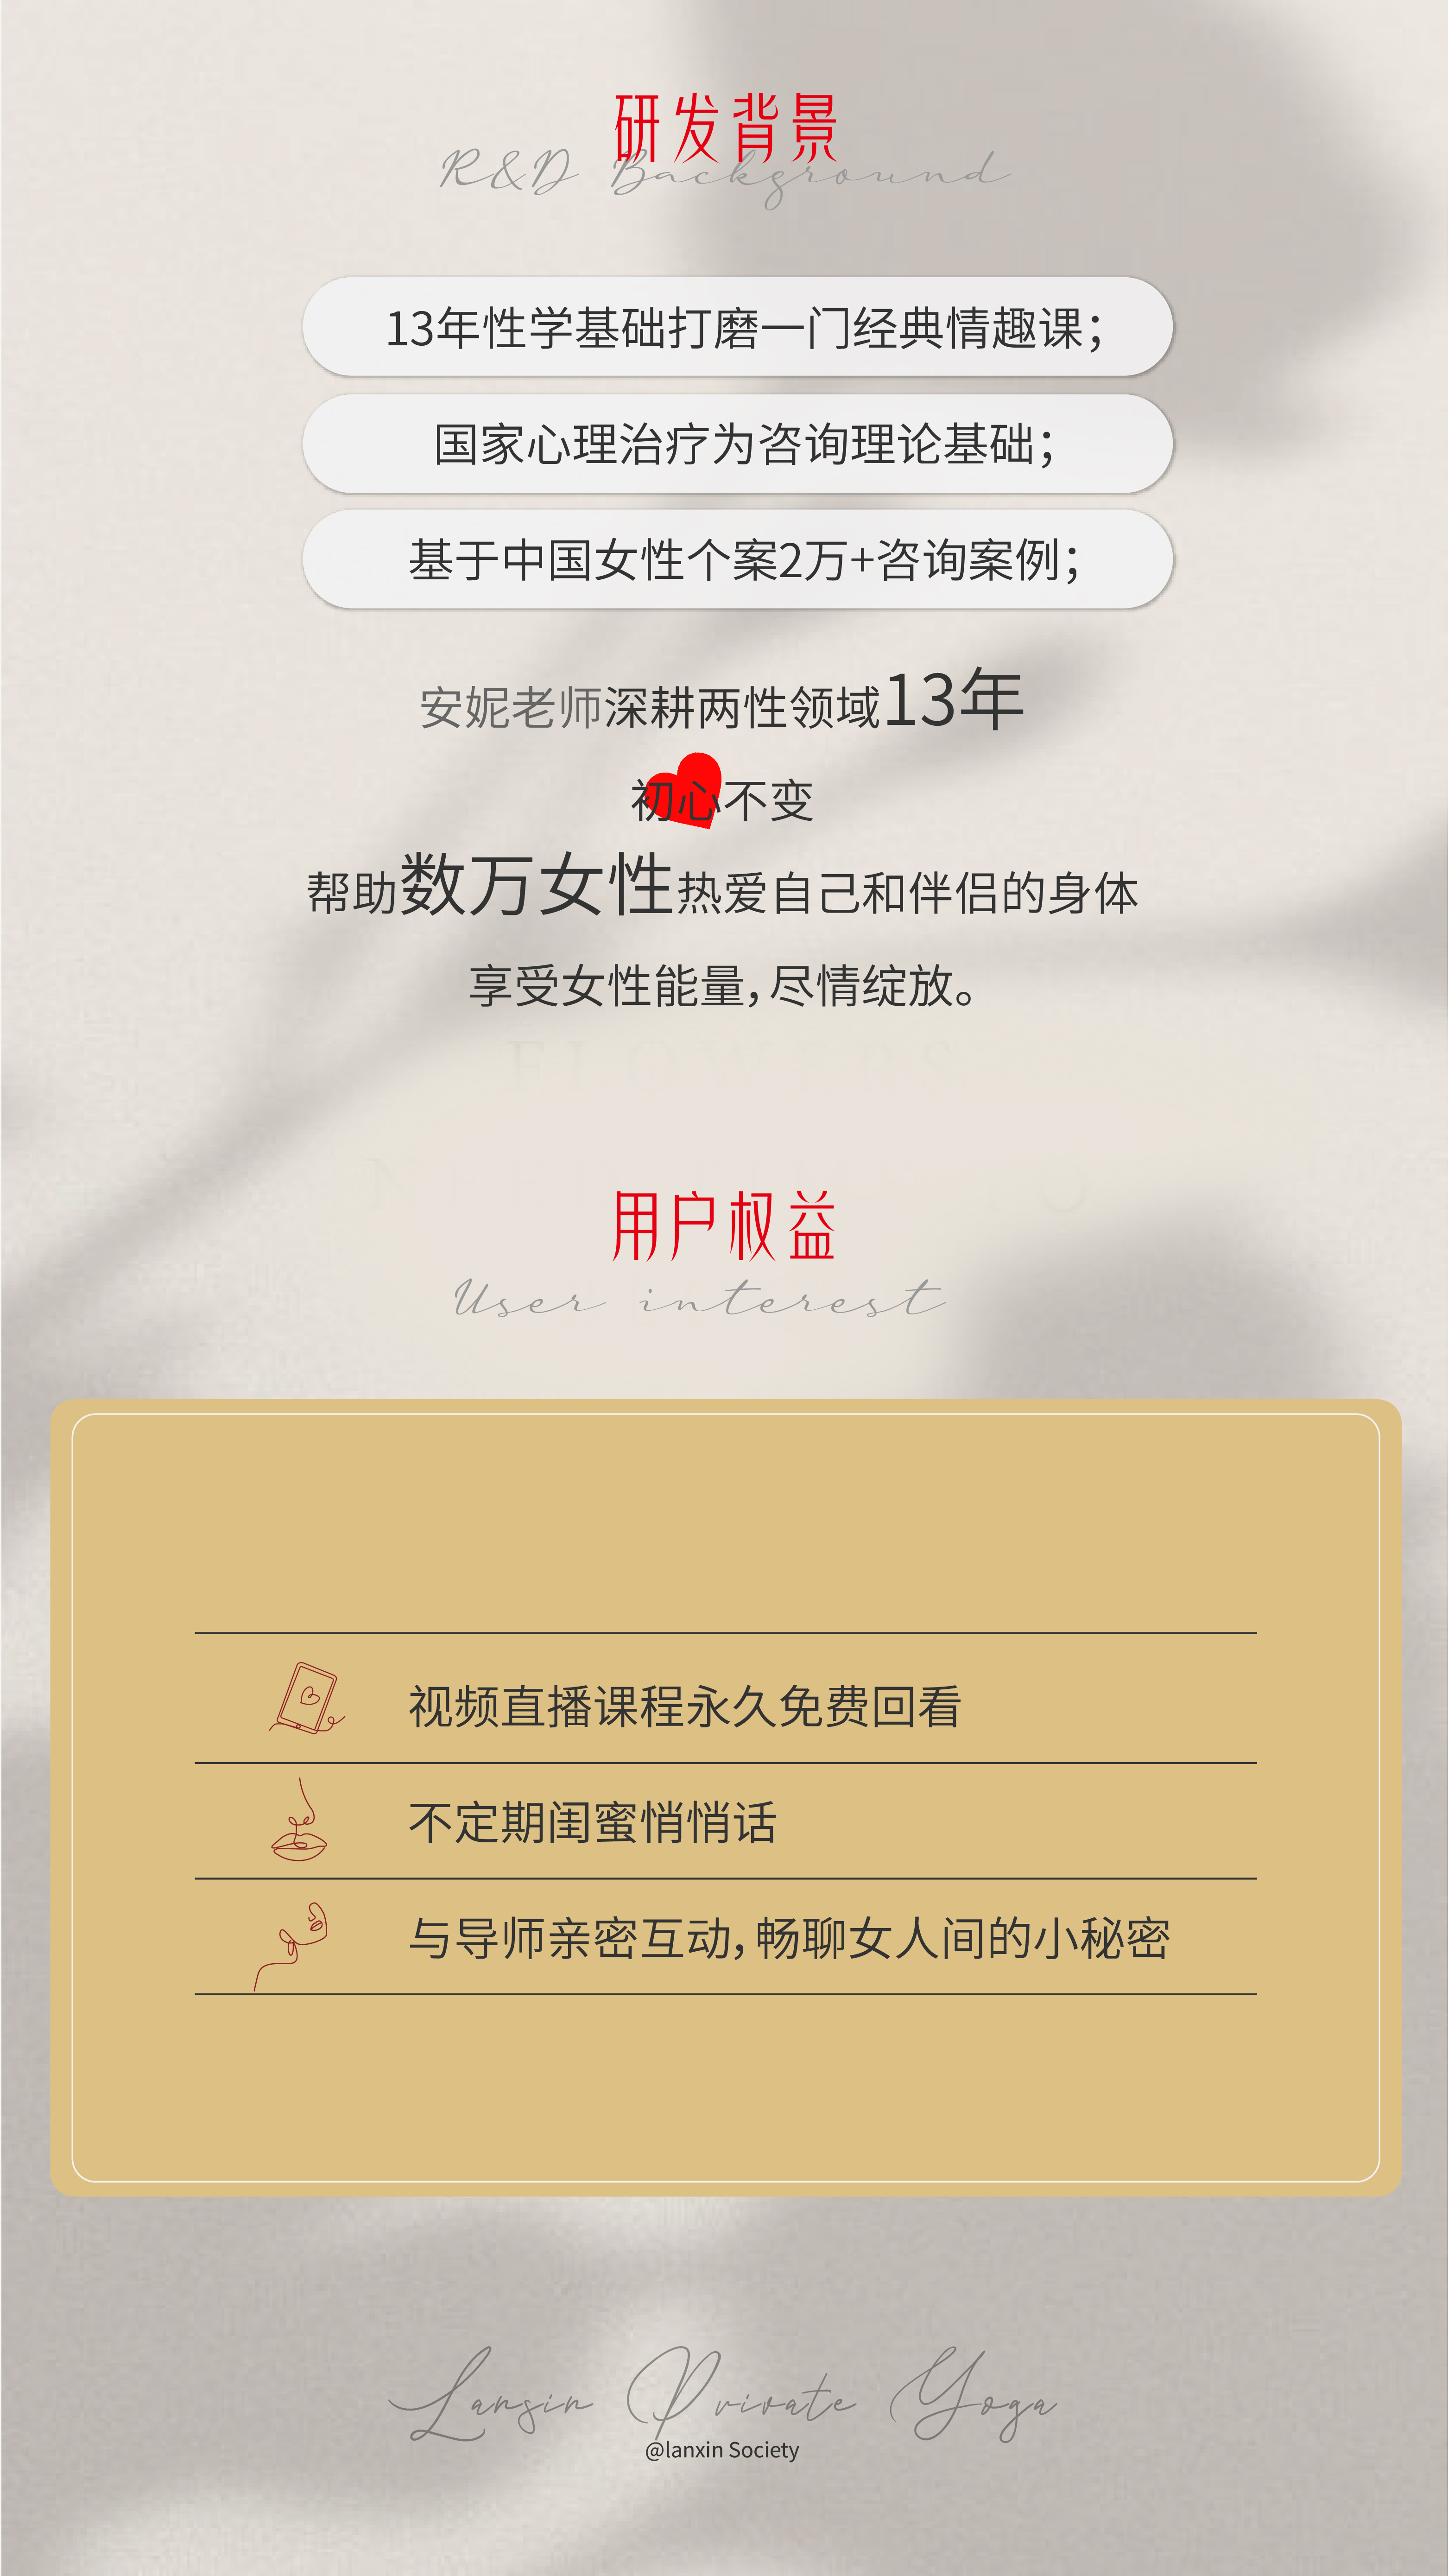 研发背景
R&D Background
13年性学基础打磨一门经典情趣课；
国家心理治疗为咨询理论基础；
基于中国女性个案2万+咨询案例；
安妮老师深耕两性领域13年
初心不变
帮助数万女性热爱自己和伴侣的身体
享受女性能量，尽情绽放。
FLOWERS
用户权益
User interest
视频直播课程永久免费回看
不定期闺蜜悄悄话
与导师亲密互动，畅聊女人间的小秘密
Lansin Private Yoga
@lanxin Society